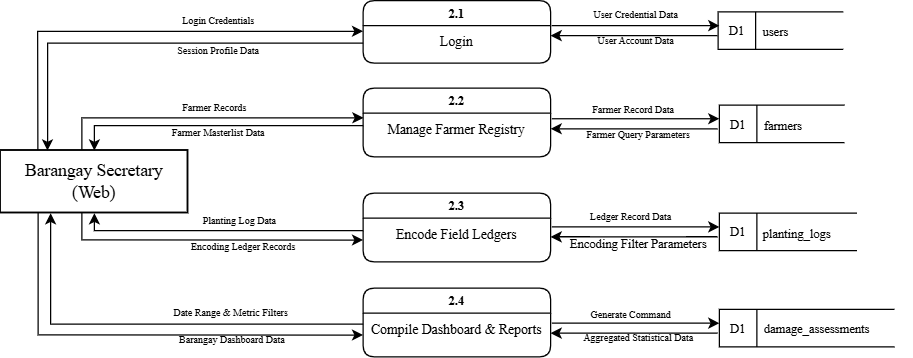 Login Credentials
Session Profile Data
2.1
Login
User Credential Data
User Account Data
D1
users
Farmer Records
Farmer Masterlist Data
2.2
Manage Farmer Registry
Farmer Record Data
Farmer Query Parameters
D1
farmers
Barangay Secretary
(Web)
Planting Log Data
Encoding Ledger Records
2.3
Encode Field Ledgers
Ledger Record Data
Encoding Filter Parameters
D1
planting_logs
Date Range & Metric Filters
Barangay Dashboard Data
2.4
Compile Dashboard & Reports
Generate Command
Aggregated Statistical Data
D1
damage_assessments